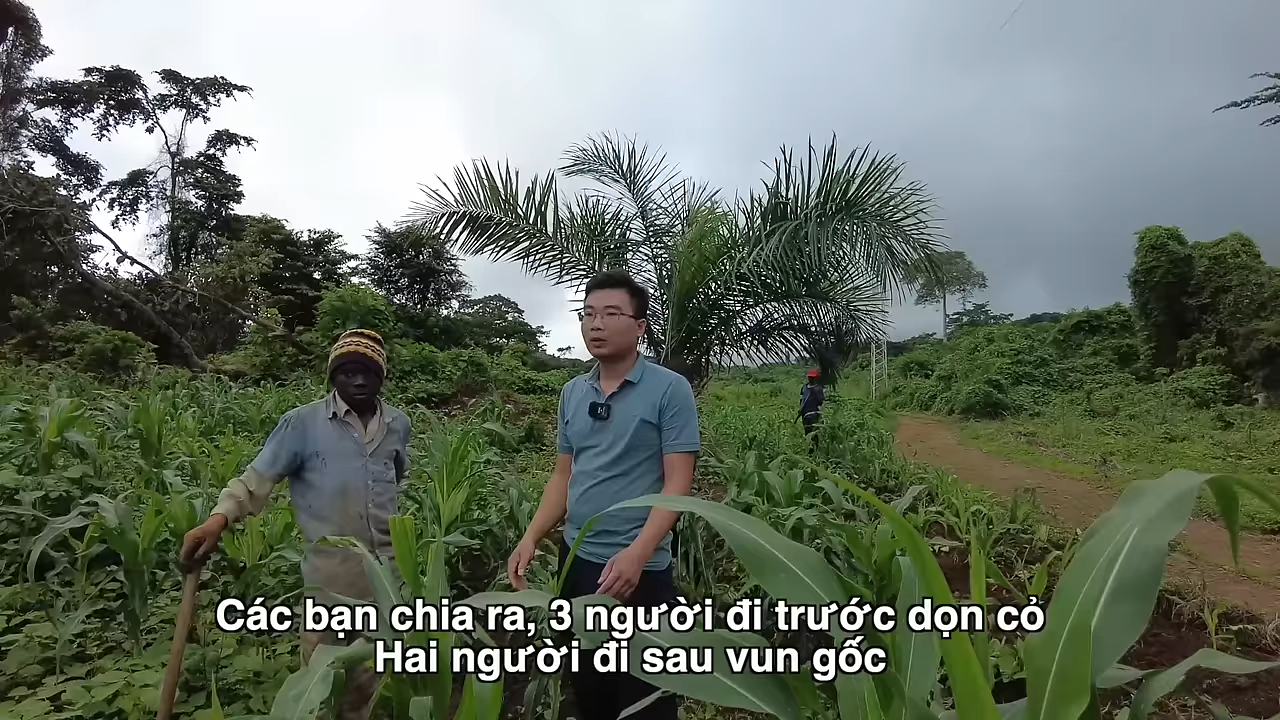 Các bạn chia ra, 3 người đi trước dọn cỏ
Hai người đi sau vun gốc